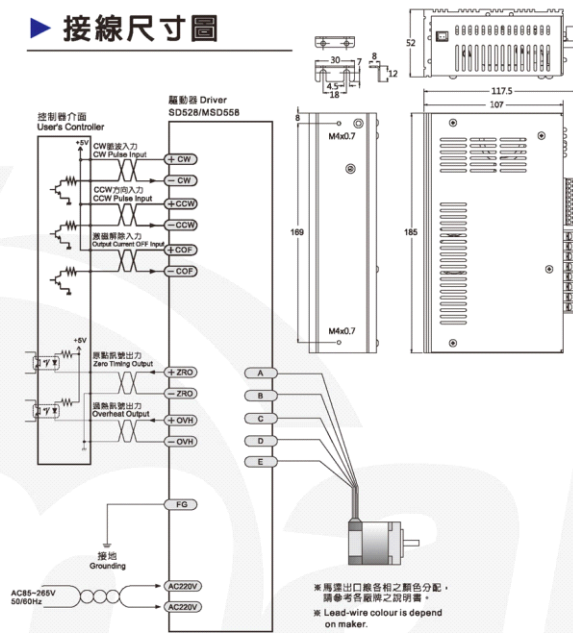 接線尺寸圖
控制器介面
User's Controller
驅動器 Driver
SD528/MSD558
+5V
CW脈波入力
CW Pulse Input
+CW
−CW
CCW方向入力
CCW Pulse Input
+CCW
−CCW
激磁解除入力
Output Current OFF Input
+COF
−COF
+5V
原點訊號出力
Zero Timing Output
+ZRO
−ZRO
過熱訊號出力
Overheat Output
+OVH
−OVH
A
B
C
D
E
FG
接地
Grounding
AC85~265V
50/60Hz
AC220V
AC220V
※馬達出口線各相之顏色分配，
請參考各廠牌之說明書。
※ Lead-wire colour is depend
on maker.
30
7
4.5
18
8
12
52
117.5
107
8
M4x0.7
169
185
M4x0.7